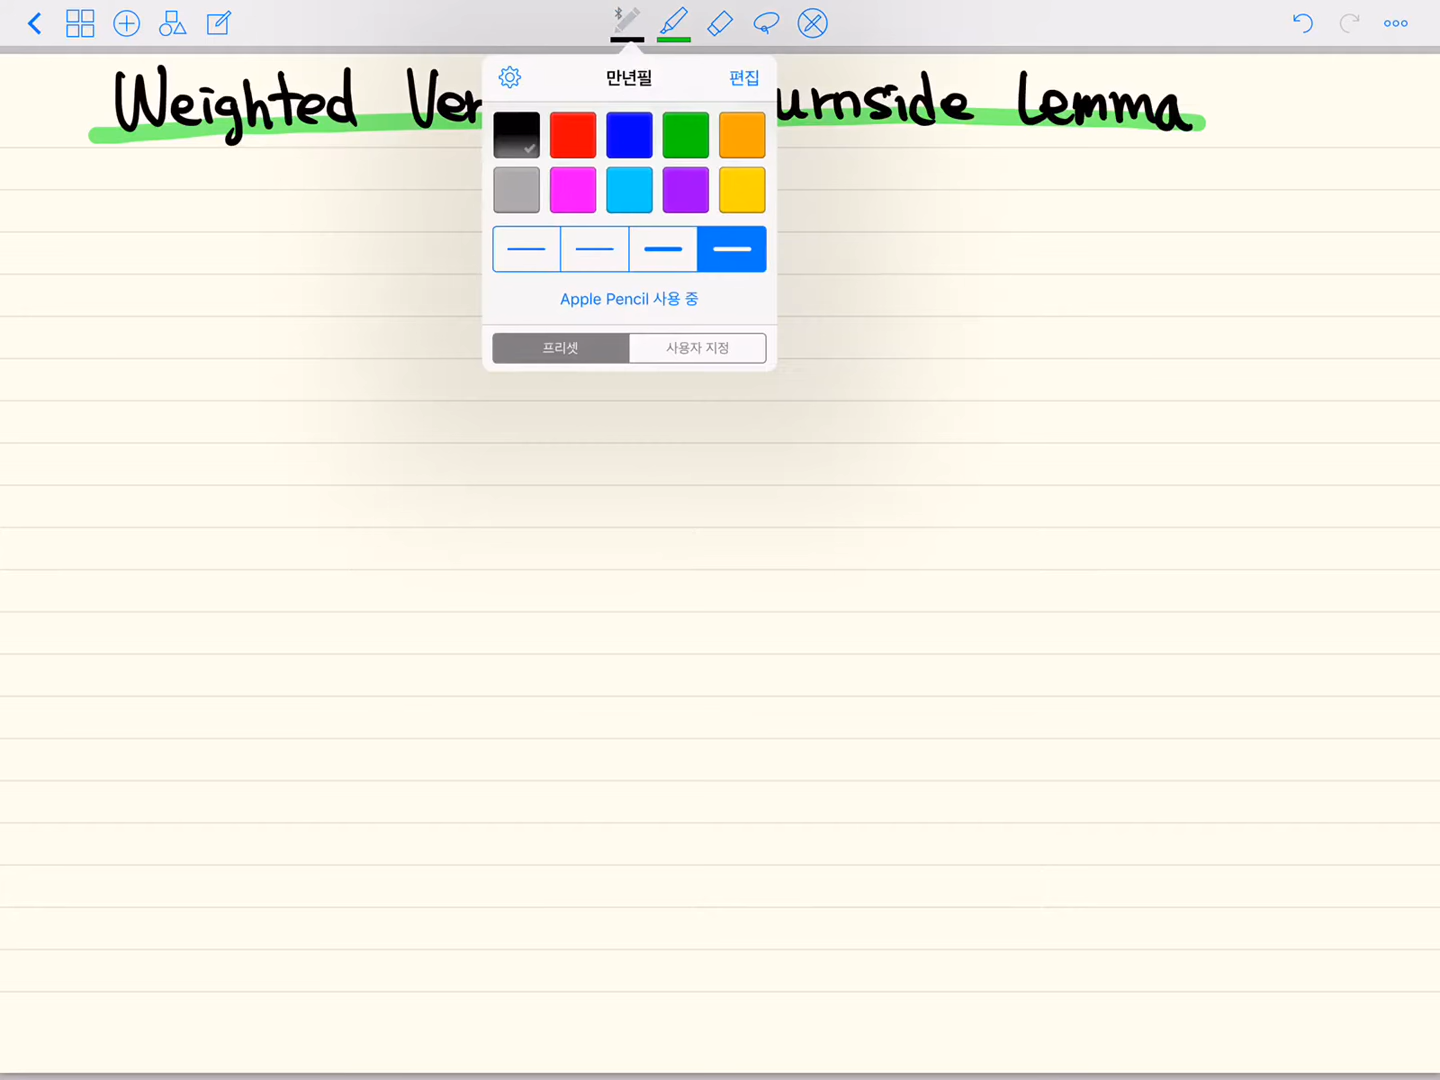 Weighted Ver urnside Lemma
만년필
편집
Apple Pencil 사용 중
프리셋
사용자 지정